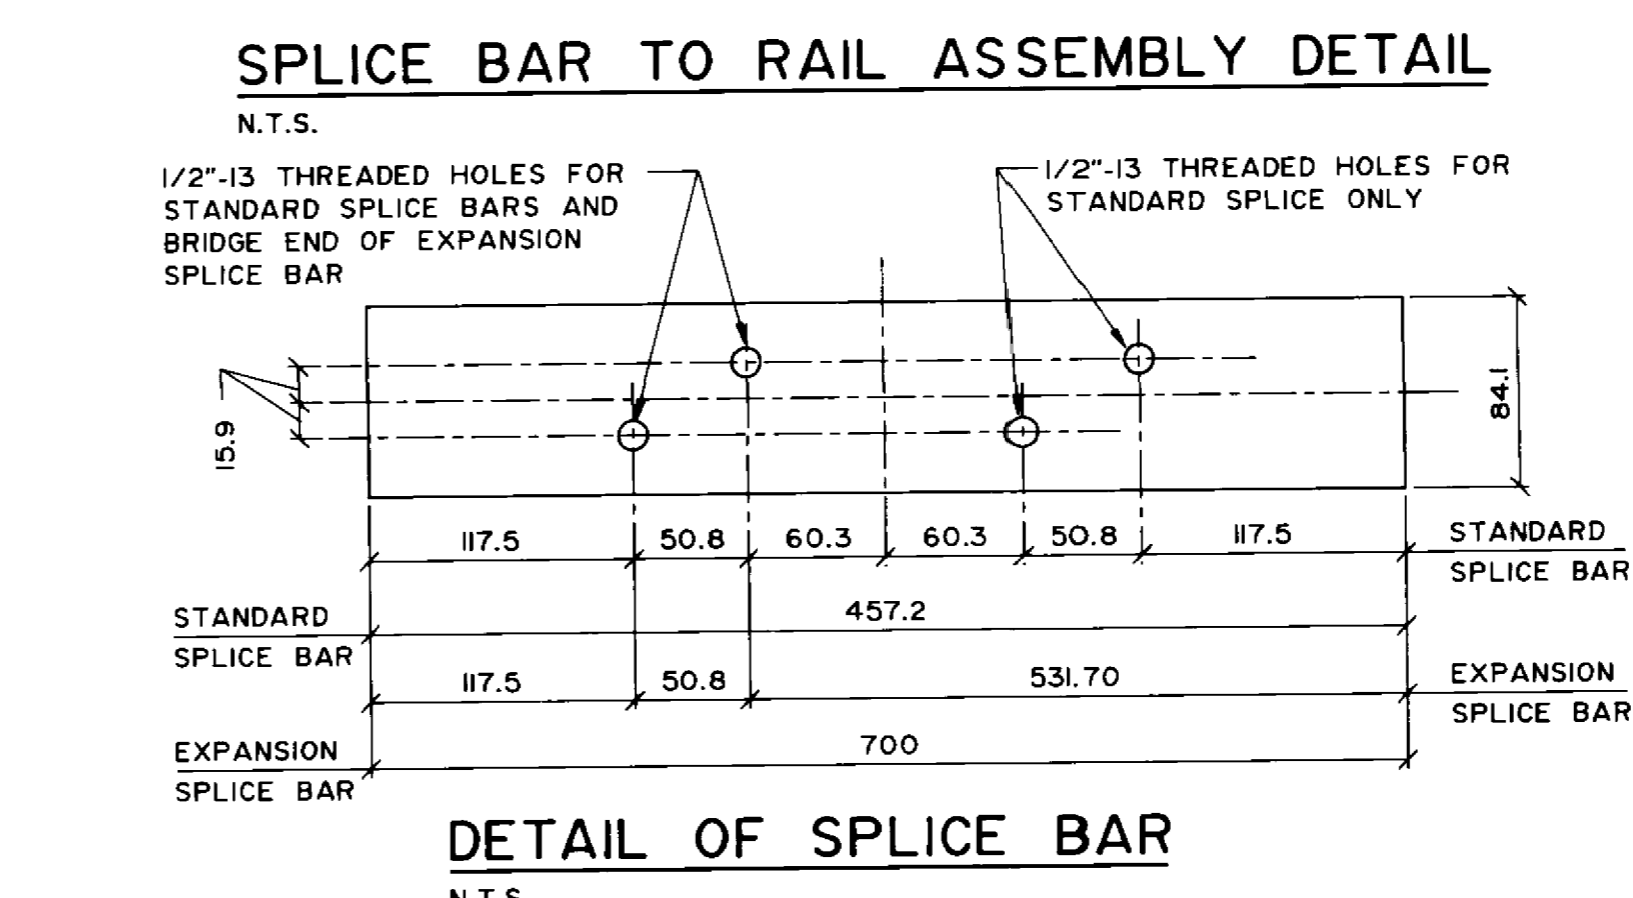 SPLICE BAR TO RAIL ASSEMBLY DETAIL
N.T.S.
1/2"-13 THREADED HOLES FOR
STANDARD SPLICE BARS AND
BRIDGE END OF EXPANSION
SPLICE BAR
1/2"-13 THREADED HOLES FOR
STANDARD SPLICE ONLY
15.9
84.1
117.5 50.8 60.3 60.3 50.8 117.5
STANDARD
SPLICE BAR
STANDARD
SPLICE BAR
457.2
117.5 50.8 531.70
EXPANSION
SPLICE BAR
EXPANSION
SPLICE BAR
700
DETAIL OF SPLICE BAR
N.T.S.